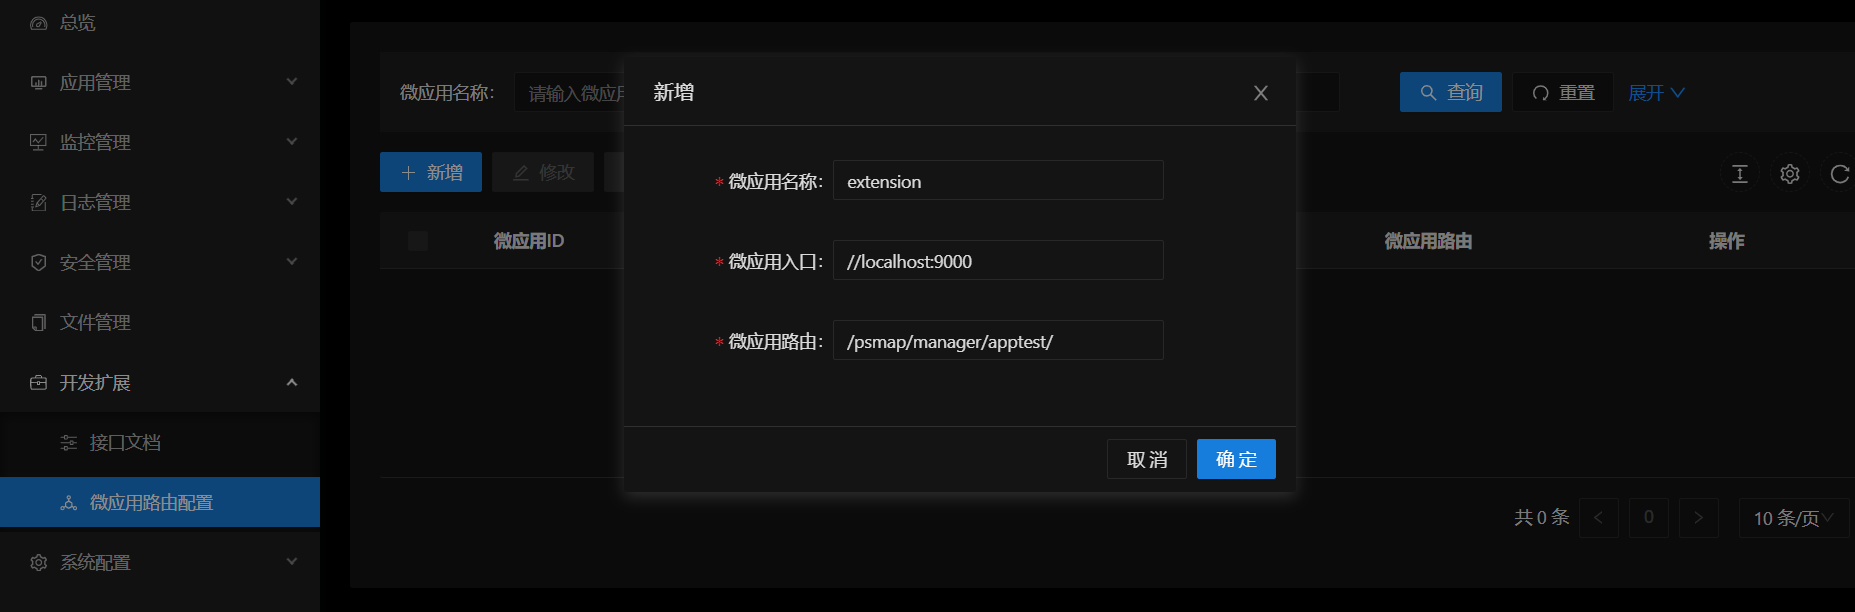 总览
应用管理
监控管理
日志管理
安全管理
文件管理
开发扩展
接口文档
微应用路由配置
系统配置
微应用名称:
请输入微应用
查询
重置
展开
新增
修改
微应用ID
微应用路由
操作
新增
* 微应用名称: extension
* 微应用入口: //localhost:9000
* 微应用路由: /psmap/manager/apptest/
取消
确定
共 0 条
0
10 条/页